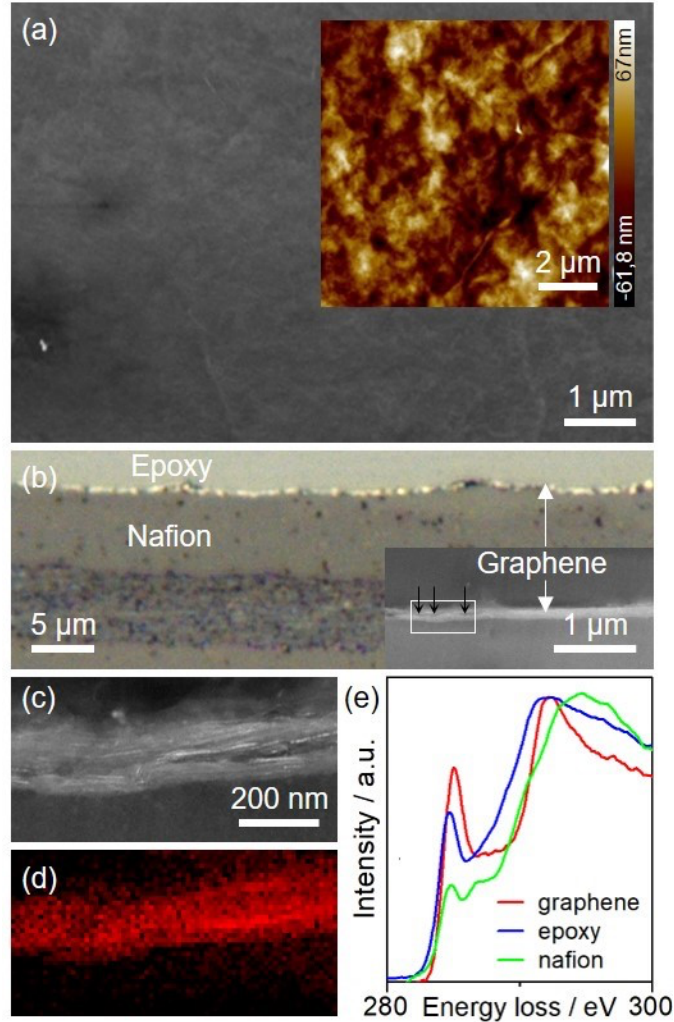 (a)
67nm
-61,8 nm
2 µm
1 µm
(b)
Epoxy
Nafion
Graphene
5 µm
1 µm
(c)
200 nm
(d)
(e)
Intensity / a.u.
graphene
epoxy
nafion
280 Energy loss / eV 300